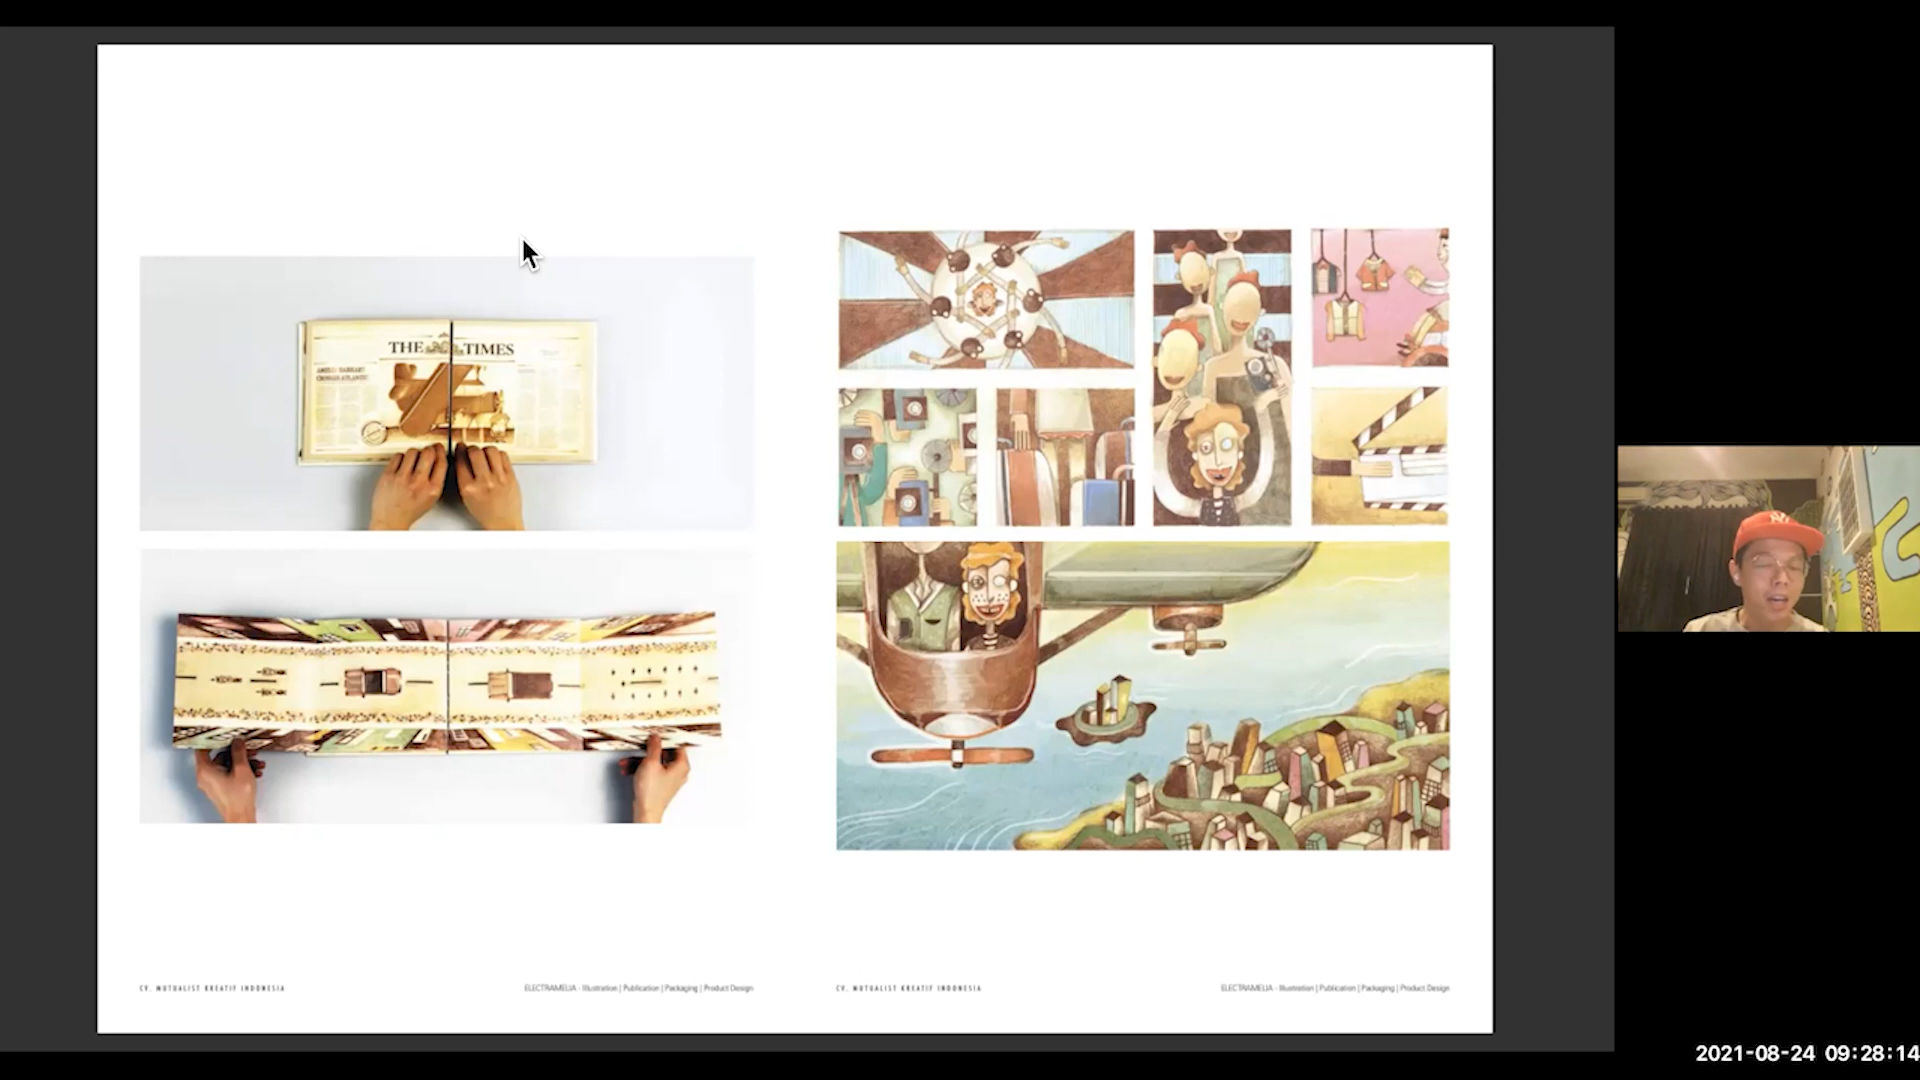 THE TIMES
CV. MUTUALIST KREATIF INDONESIA
ELECTRAMELIA - Illustration | Publication | Packaging | Product Design
CV. MUTUALIST KREATIF INDONESIA
ELECTRAMELIA - Illustration | Publication | Packaging | Product Design
2021-08-24 09:28:14